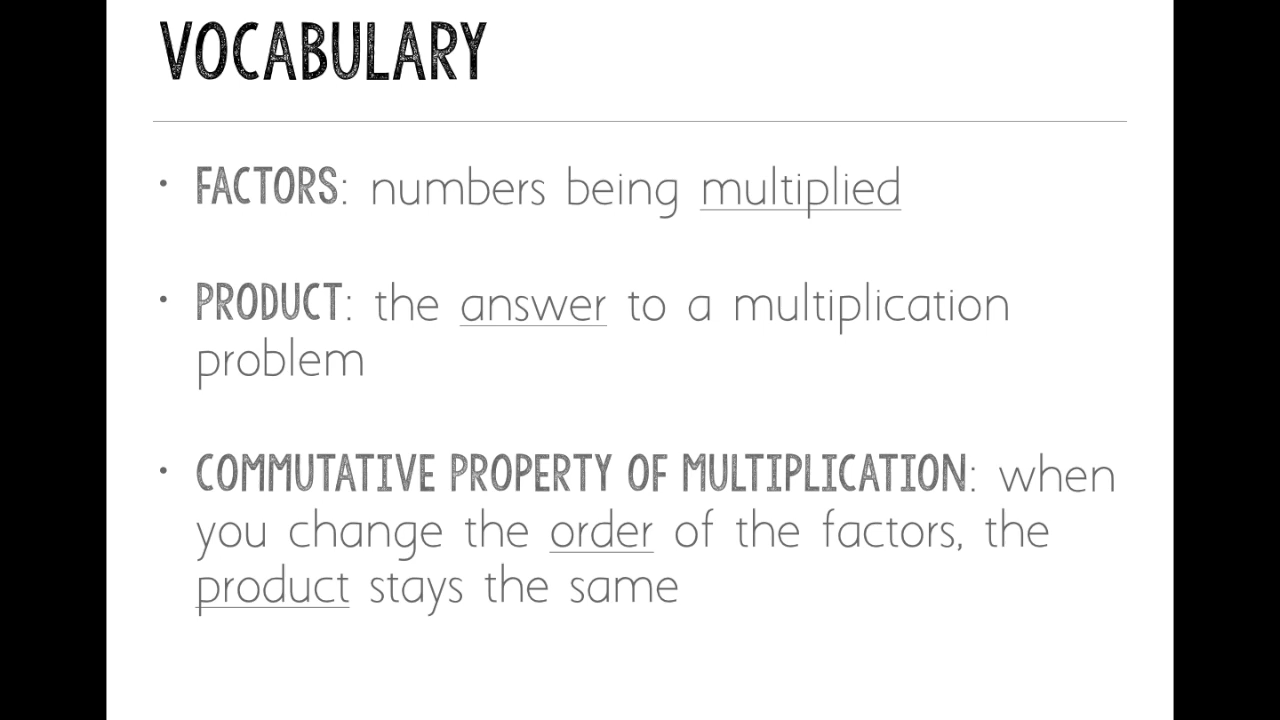 VOCABULARY
• FACTORS: numbers being multiplied
• PRODUCT: the answer to a multiplication
problem
• COMMUTATIVE PROPERTY OF MULTIPLICATION: when
you change the order of the factors, the
product stays the same